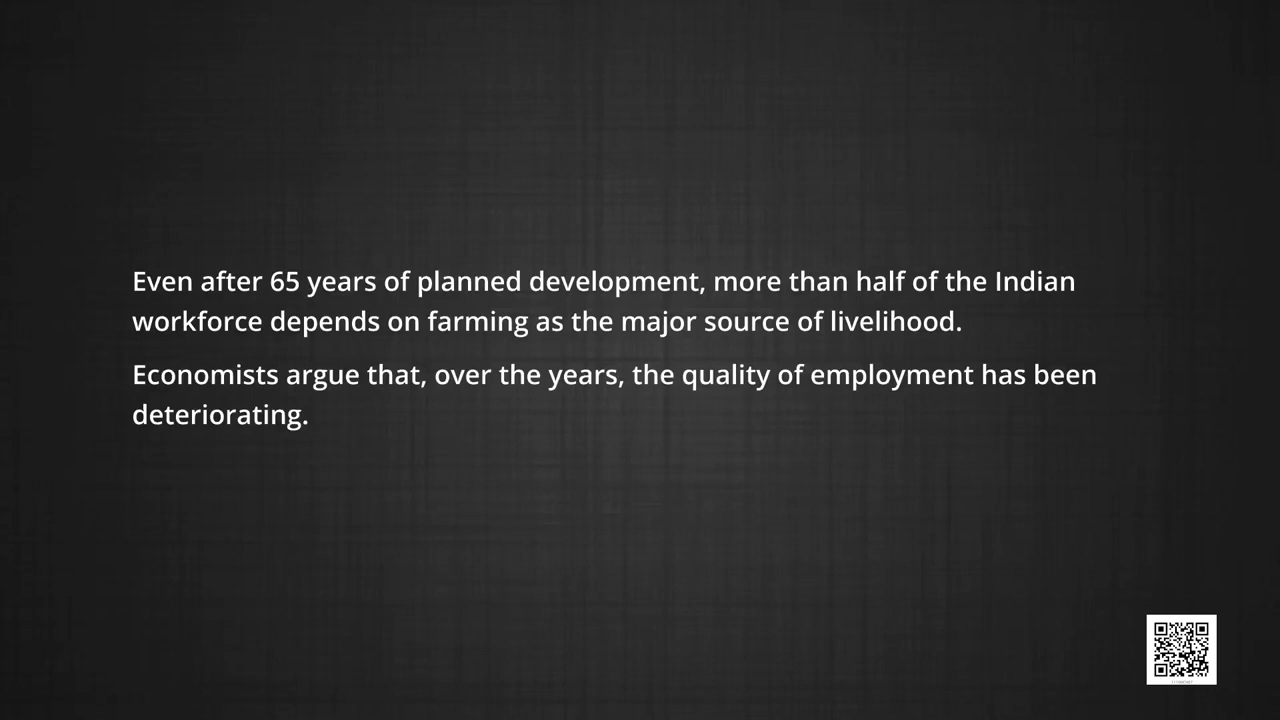 Even after 65 years of planned development, more than half of the Indian
workforce depends on farming as the major source of livelihood.
Economists argue that, over the years, the quality of employment has been
deteriorating.